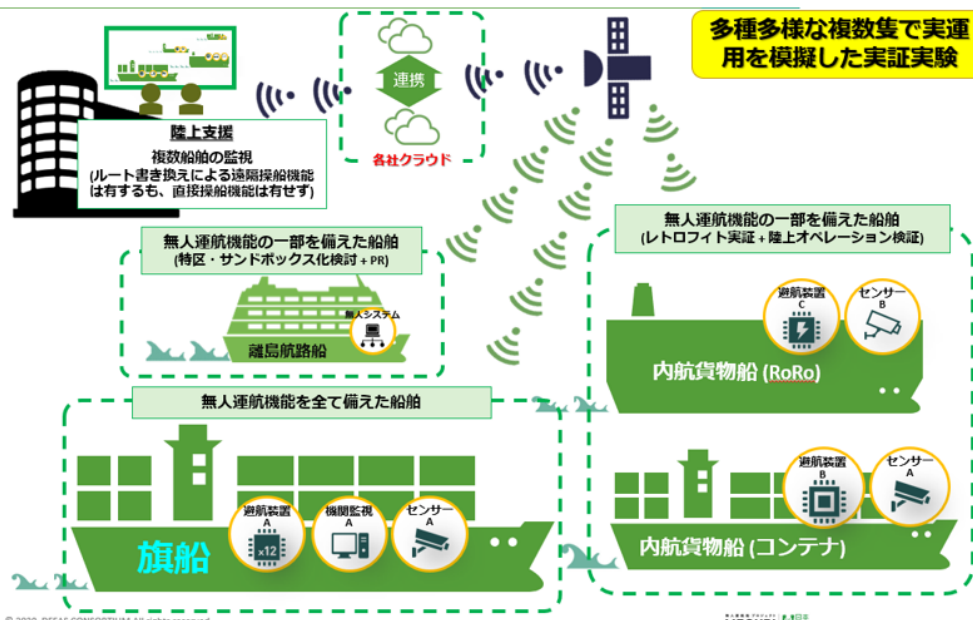 多種多様な複数隻で実運
用を模擬した実証実験
連携
各社クラウド
陸上支援
複数船舶の監視
(ルート書き換えによる遠隔操船機能
は有するも、直接操船機能は有せず)
無人運航機能の一部を備えた船舶
(特区・サンドボックス化検討 + PR)
無人システム
離島航路船
無人運航機能の一部を備えた船舶
(レトロフィト実証 + 陸上オペレーション検証)
避航装置
C
センサー
B
内航貨物船 (RoRo)
無人運航機能を全て備えた船舶
避航装置
A
x12
機関監視
A
センサー
A
旗船
避航装置
B
センサー
A
内航貨物船 (コンテナ)
CONSORTIUM All rights reserved